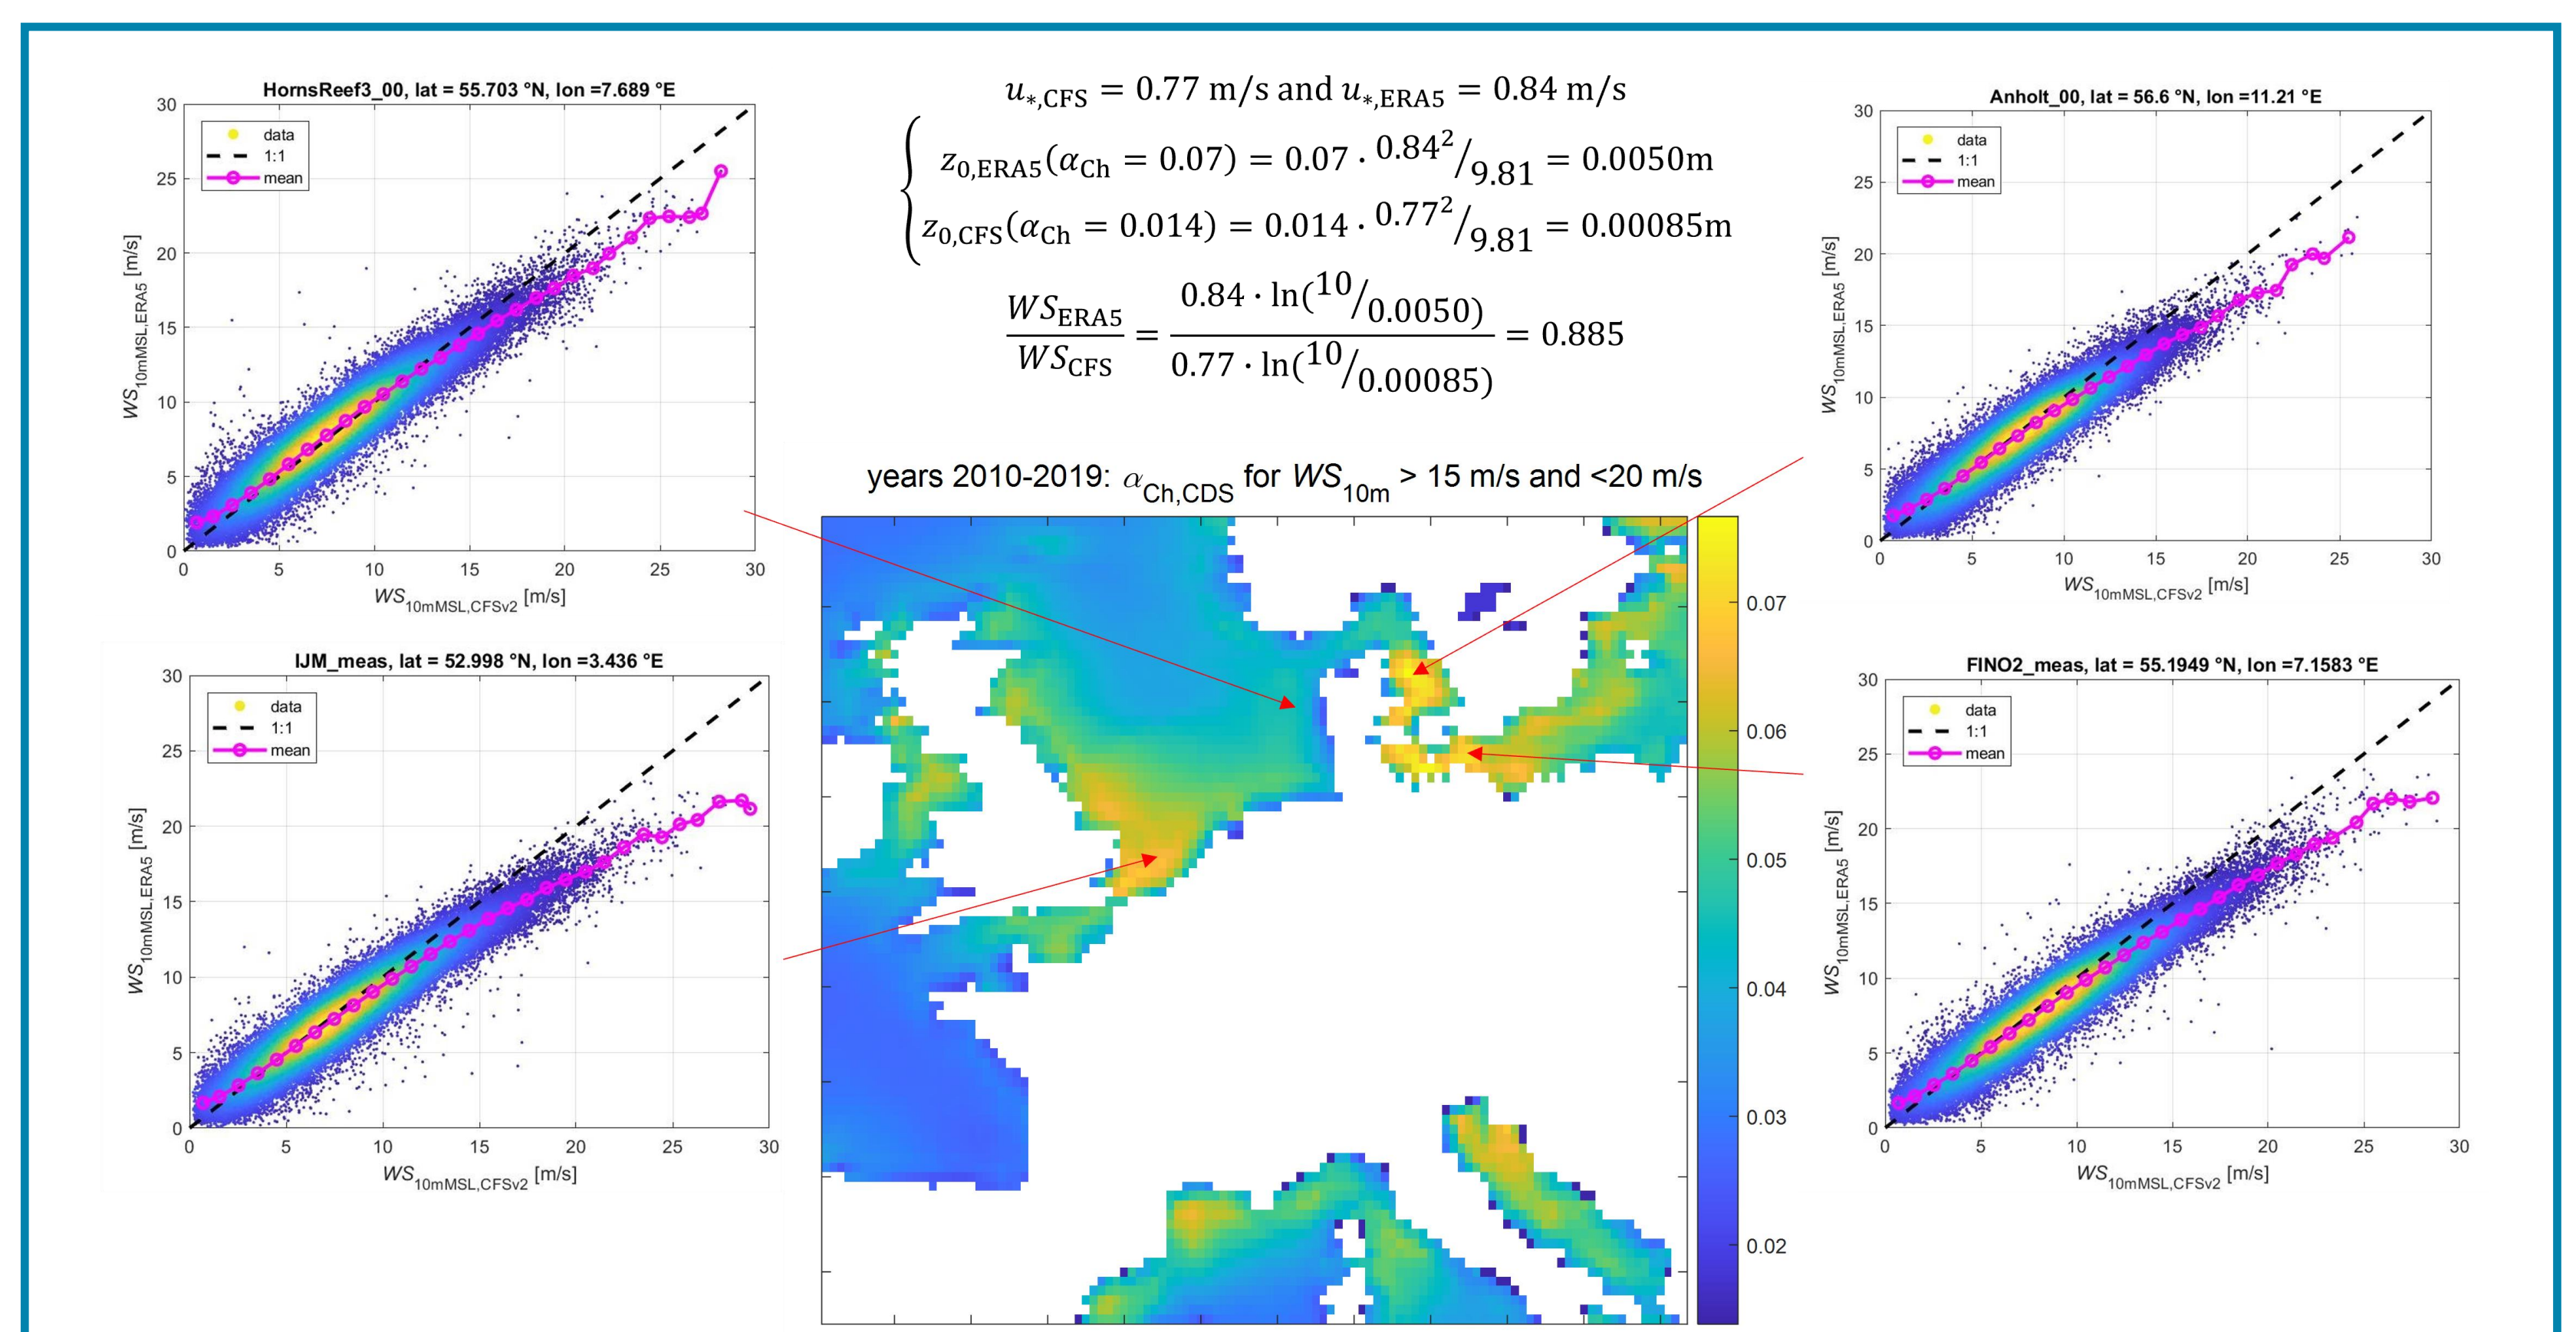 HornsReef3_00, lat = 55.703 °N, lon =7.689 °E
30
25
20
15
10
5
0
data
1:1
mean
WS10mMSL,ERA5 [m/s]
0 5 10 15 20 25 30
WS10mMSL,CFSv2 [m/s]
u*,CFS = 0.77 m/s and u*,ERA5 = 0.84 m/s
z0,ERA5(αCh = 0.07) = 0.07 · 0.84²/9.81 = 0.0050m
z0,CFS(αCh = 0.014) = 0.014 · 0.77²/9.81 = 0.00085m
WSERA5/WSCFS = 0.84 · ln(10/0.0050)/0.77 · ln(10/0.00085) = 0.885
Anholt_00, lat = 56.6 °N, lon =11.21 °E
30
25
20
15
10
5
0
data
1:1
mean
WS10mMSL,ERA5 [m/s]
0 5 10 15 20 25 30
WS10mMSL,CFSv2 [m/s]
years 2010-2019: αCh,CDS for WS10m > 15 m/s and <20 m/s
0.07
0.06
0.05
0.04
0.03
0.02
IJM_meas, lat = 52.998 °N, lon =3.436 °E
30
25
20
15
10
5
0
data
1:1
mean
WS10mMSL,ERA5 [m/s]
0 5 10 15 20 25 30
WS10mMSL,CFSv2 [m/s]
FINO2_meas, lat = 55.1949 °N, lon =7.1583 °E
30
25
20
15
10
5
0
data
1:1
mean
WS10mMSL,ERA5 [m/s]
0 5 10 15 20 25 30
WS10mMSL,CFSv2 [m/s]